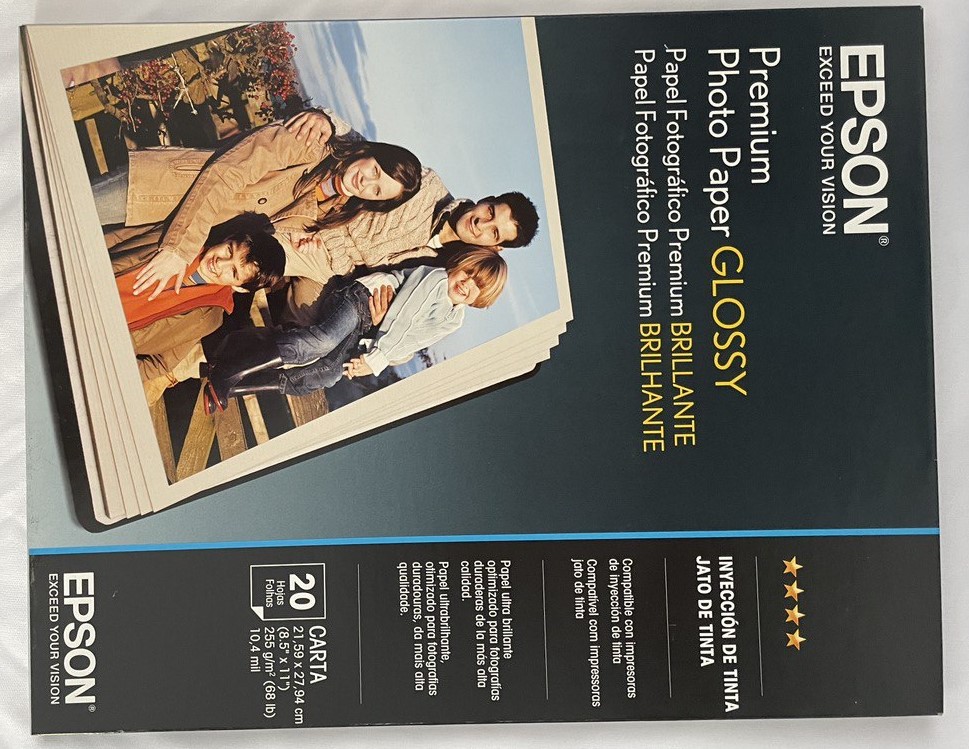 EPSON®
EXCEED YOUR VISION
Premium
Photo Paper GLOSSY
Papel Fotográfico Premium BRILLANTE
Papel Fotográfico Premium BRILHANTE
INYECCIÓN DE TINTA
JATO DE TINTA
Compatible con impresoras
de inyección de tinta
Compatível com impressoras
jato de tinta
Papel ultra brillante
optimizado para fotografías
duraderas de la más alta
calidad.
Papel ultrabrilhante,
otimizado para fotografias
duradouras, da mais alta
qualidade.
20
Hojas
Folhas
CARTA
21,59 x 27,94 cm
(8.5" x 11")
255 g/m² (68 lb)
10,4 mil
EPSON®
EXCEED YOUR VISION